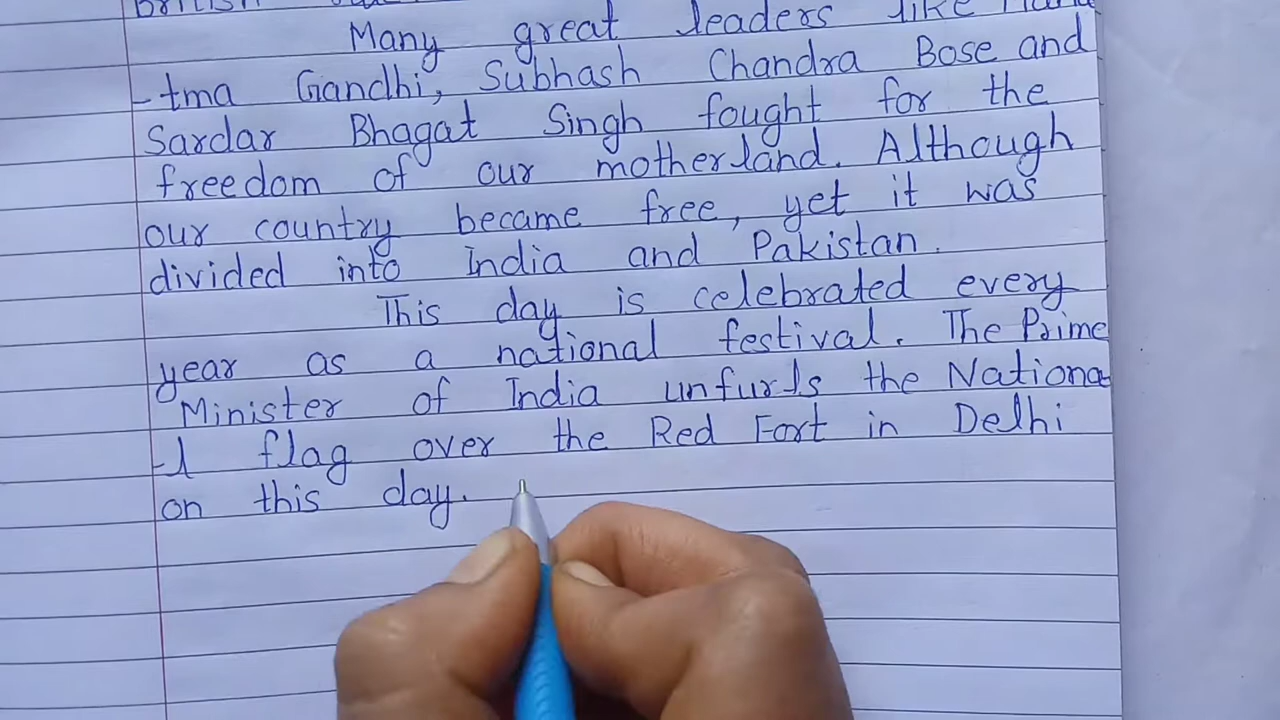 British
Many great leaders like Maha
-tma Gandhi, Subhash Chandra Bose and
Sardar Bhagat Singh fought for the
freedom of our motherland. Although
our country became free, yet it was
divided into India and Pakistan.
This day is celebrated every
year as a national festival. The Prime
Minister of India unfurls the Nationa
-l flag over the Red Fort in Delhi
on this day.